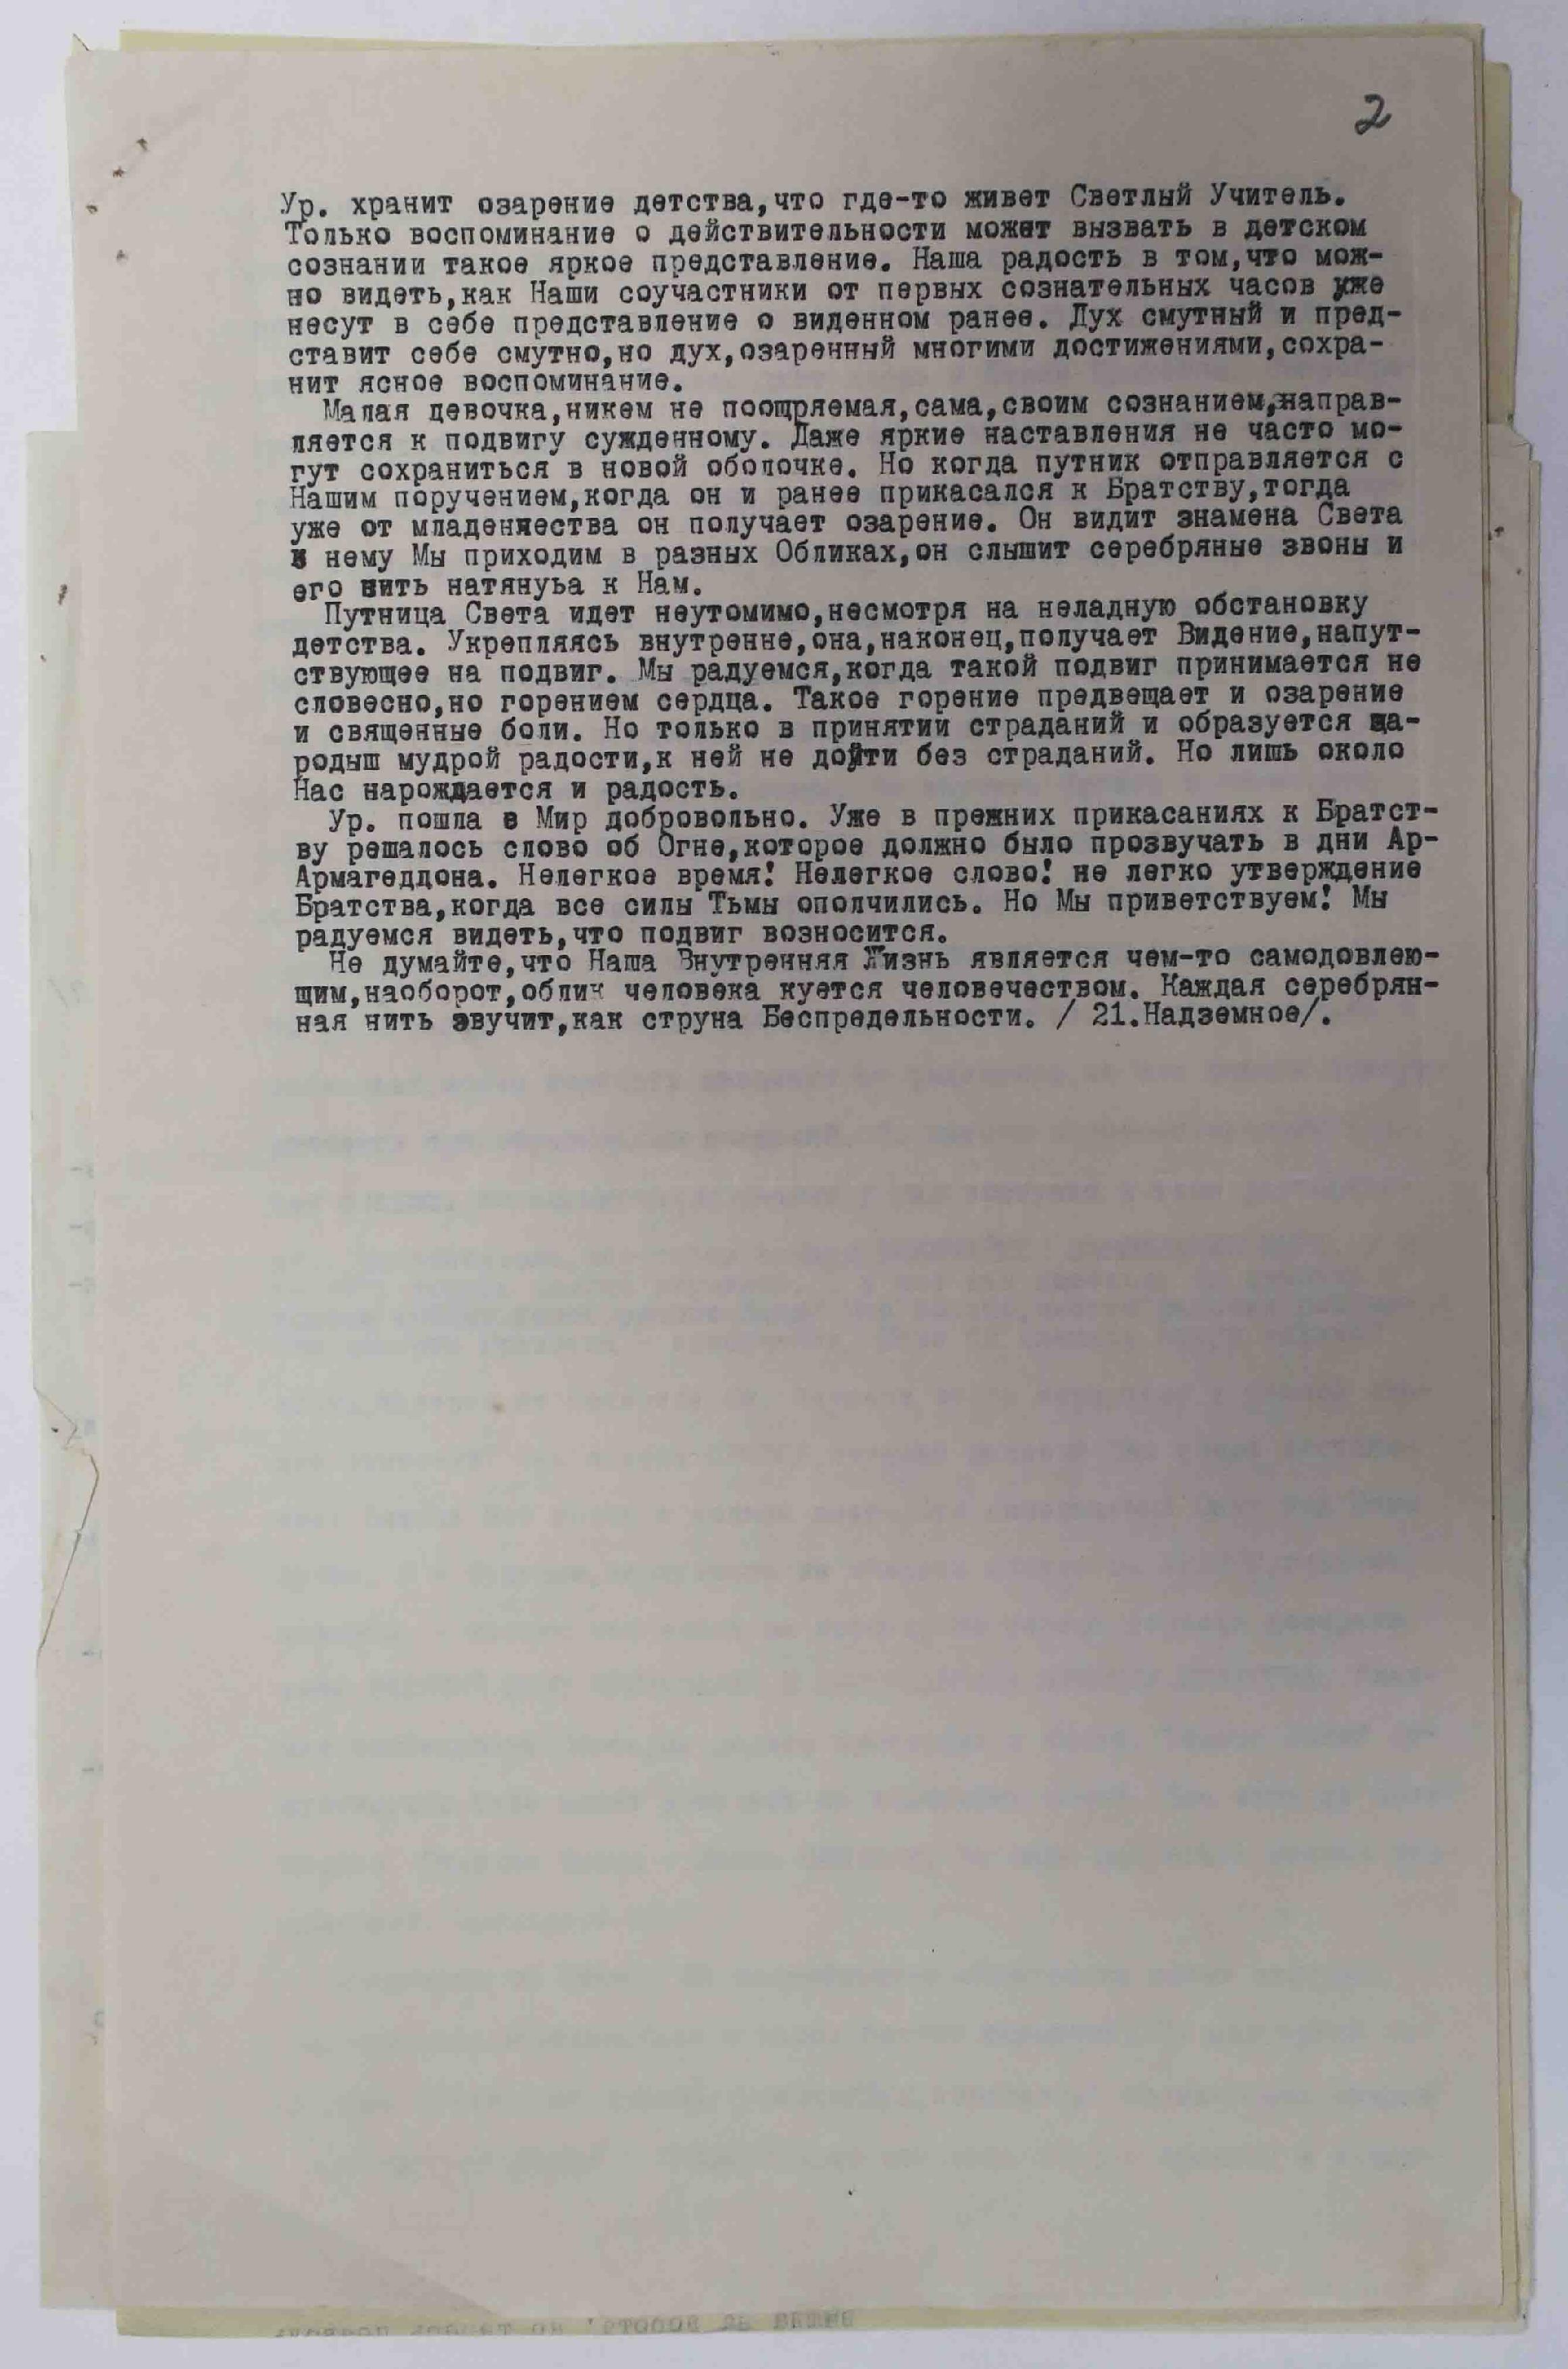 2
Ур. хранит озарение детства,что где-то живет Светлый Учитель.
Только воспоминание о действительности может вызвать в детском
сознании такое яркое представление. Наша радость в том,что мож-
но видеть,как Наши соучастники от первых сознательных часов уже
несут в себе представление о виденном ранее. Дух смутный и пред-
ставит себе смутно,но дух,озаренный многими достижениями,сохра-
нит ясное воспоминание.
Малая девочка,никем не поощряемая,сама,своим сознанием,направ-
ляется к подвигу сужденному. Даже яркие наставления не часто мо-
гут сохраниться в новой оболочке. Но когда путник отправляется с
Нашим поручением,когда он и ранее прикасался к Братству,тогда
уже от младенчества он получает озарение. Он видит знамена Света
к нему Мы приходим в разных Обликах,он слышит серебряные звоны и
его нить натянуьа к Нам.
Путница Света идет неутомимо,несмотря на неладную обстановку
детства. Укрепляясь внутренне,она,наконец,получает Видение,напут-
ствующее на подвиг. Мы радуемся,когда такой подвиг принимается не
словесно,но горением сердца. Такое горение предвещает и озарение
и священные боли. Но только в принятии страданий и образуется за-
родыш мудрой радости,к ней не дойти без страданий. Но лишь около
Нас нарождается и радость.
Ур. пошла в Мир добровольно. Уже в прежних прикасаниях к Братст-
ву решалось слово об Огне,которое должно было прозвучать в дни Ар-
Армагеддона. Нелегкое время! Нелегкое слово! не легко утверждение
Братства,когда все силы Тьмы ополчились. Но Мы приветствуем! Мы
радуемся видеть,что подвиг возносится.
Не думайте,что Наша Внутренняя Жизнь является чем-то самодовлею-
щим,наоборот,облик человека куется человечеством. Каждая серебрян-
ная нить звучит,как струна Беспредельности. / 21.Надземное/.